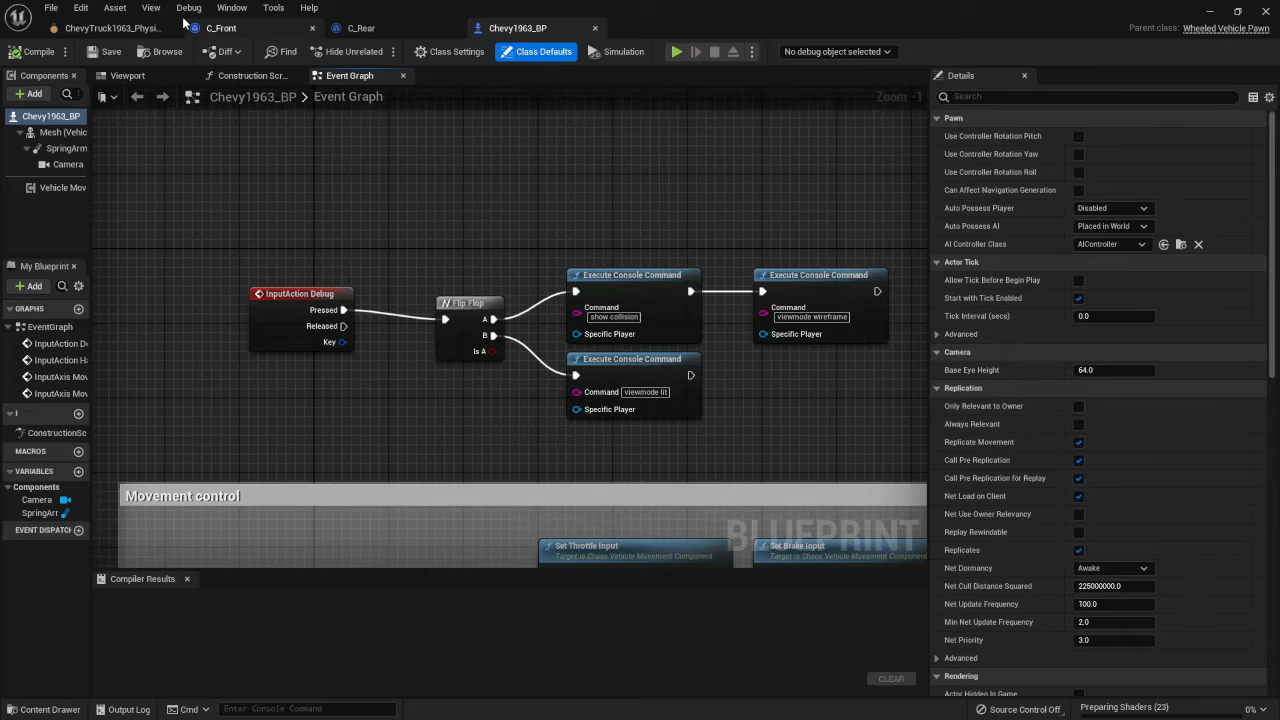 File Edit Asset View Debug Window Tools Help
ChevyTruck1963_Physi... C_Front C_Rear Chevy1963_BP Parent class: Wheeled Vehicle Pawn
Compile Save Browse Diff Find Hide Unrelated Class Settings Class Defaults Simulation No debug object selected
Components Viewport Construction Scr... Event Graph Details
Add Chevy1963_BP > Event Graph Zoom -1 Search
Chevy1963_BP
Mesh (Vehic
SpringArm
Camera
Vehicle Mov
My Blueprint
Add
GRAPHS
EventGraph
InputAction De
InputAction Ha
InputAxis Mov
InputAxis Mov
I
ConstructionSc
MACROS
VARIABLES
Components
Camera
SpringArr
EVENT DISPATC
InputAction Debug
Pressed
Released
Key
Flip Flop
A
B
Is A
Execute Console Command
Command
show collision
Specific Player
Execute Console Command
Command
viewmode wireframe
Specific Player
Execute Console Command
Command viewmode lit
Specific Player
Movement control
BLUEPRINT
Set Throttle Input
Target is Chaos Vehicle Movement Component
Set Brake Input
Target is Chaos Vehicle Movement Component
Compiler Results
CLEAR
Pawn
Use Controller Rotation Pitch
Use Controller Rotation Yaw
Use Controller Rotation Roll
Can Affect Navigation Generation
Auto Possess Player Disabled
Auto Possess AI Placed in World
AI Controller Class AIController
Actor Tick
Allow Tick Before Begin Play
Start with Tick Enabled
Tick Interval (secs) 0.0
Advanced
Camera
Base Eye Height 64.0
Replication
Only Relevant to Owner
Always Relevant
Replicate Movement
Call Pre Replication
Call Pre Replication for Replay
Net Load on Client
Net Use Owner Relevancy
Replay Rewindable
Replicates
Net Dormancy Awake
Net Cull Distance Squared 225000000.0
Net Update Frequency 100.0
Min Net Update Frequency 2.0
Net Priority 3.0
Advanced
Rendering
Actor Hidden In Game
Content Drawer Output Log Cmd Enter Console Command Source Control Off Preparing Shaders (23) 0%